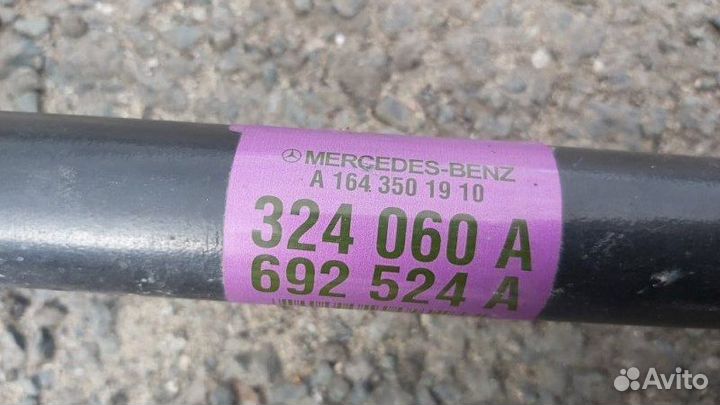 MERCEDES-BENZ
A 164 350 19 10
324 060 A
692 524 A
Avito